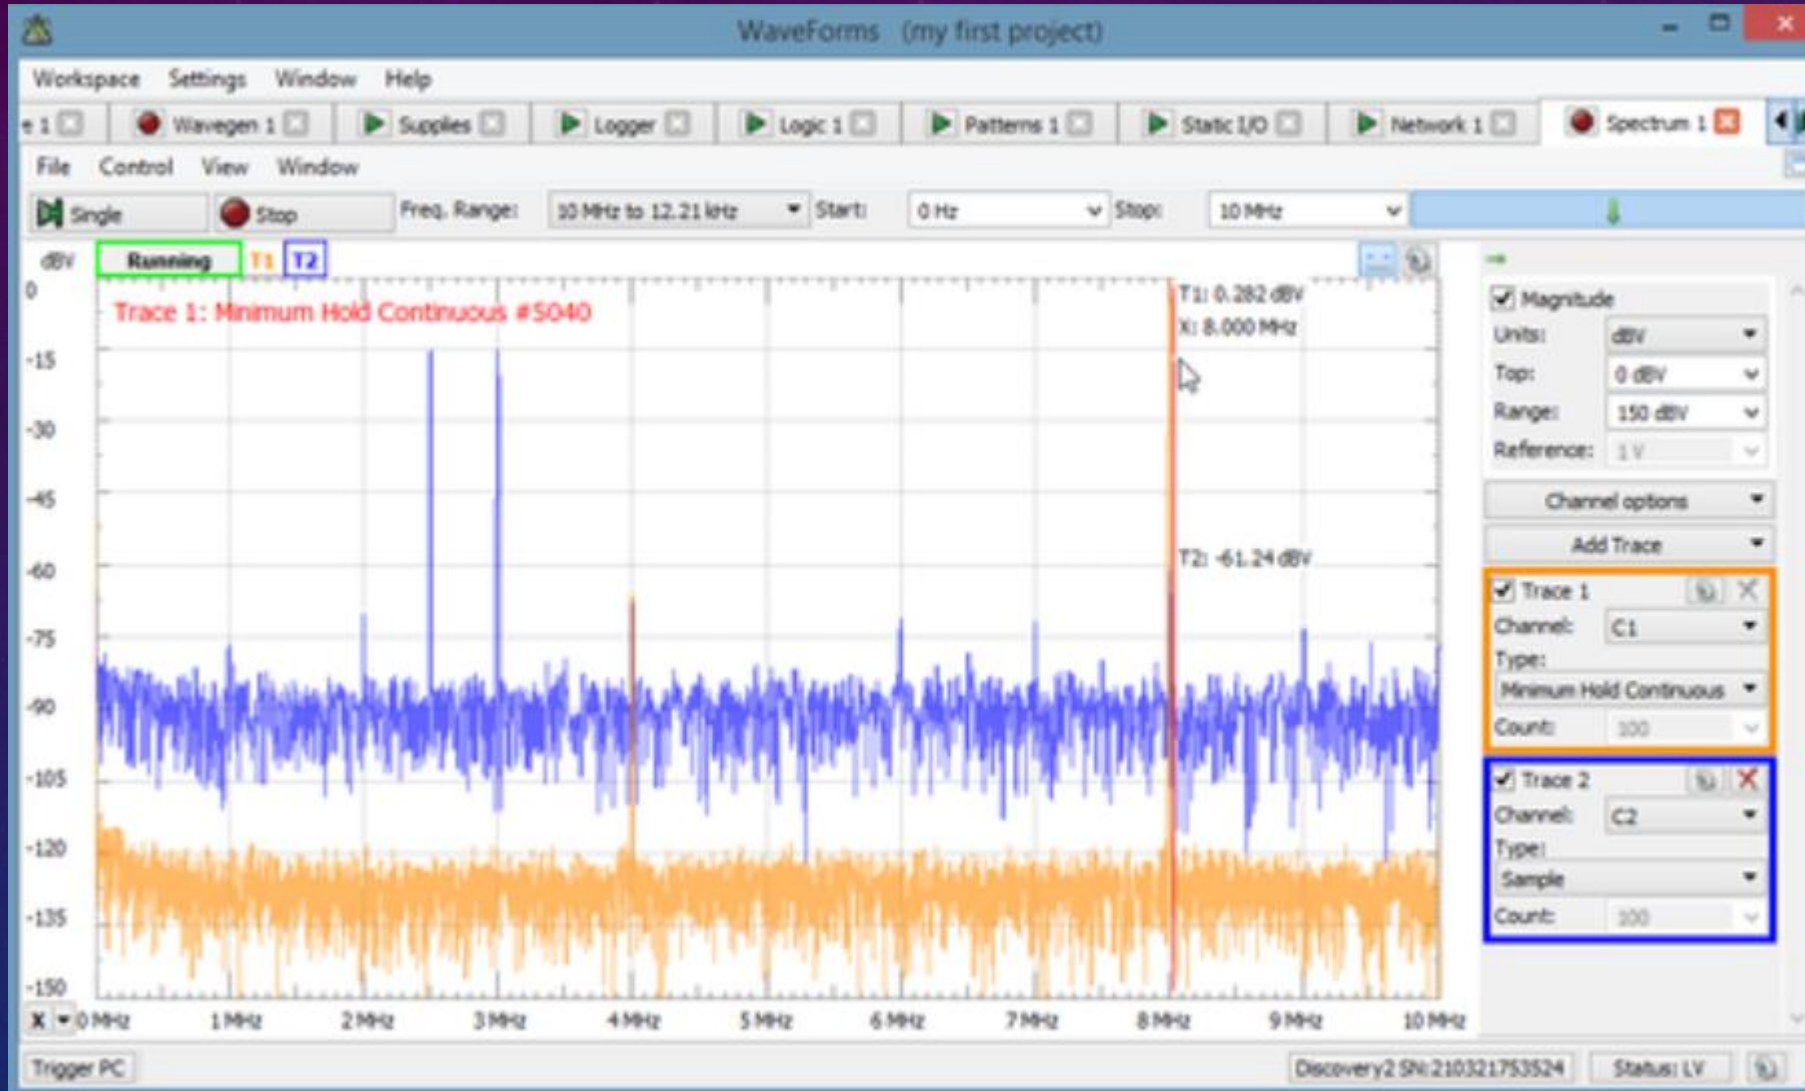 WaveForms (my first project)
Workspace Settings Window Help
e 1 Wavegen 1 Supplies Logger Logic 1 Patterns 1 Static I/O Network 1 Spectrum 1
File Control View Window
Single Stop Freq. Range: 10 MHz to 12.21 kHz Start: 0 Hz Stop: 10 MHz
dBV Running T1 T2
Trace 1: Minimum Hold Continuous #5040
T1: 0.282 dBV
X: 8.000 MHz
T2: -61.24 dBV
0
-15
-30
-45
-60
-75
-90
-105
-120
-135
-150
X 0 MHz 1 MHz 2 MHz 3 MHz 4 MHz 5 MHz 6 MHz 7 MHz 8 MHz 9 MHz 10 MHz
Magnitude
Units: dBV
Top: 0 dBV
Range: 150 dBV
Reference: 1 V
Channel options
Add Trace
Trace 1
Channel: C1
Type:
Minimum Hold Continuous
Count: 100
Trace 2
Channel: C2
Type:
Sample
Count: 100
Trigger PC Discovery2 SN:210321753524 Status: LV